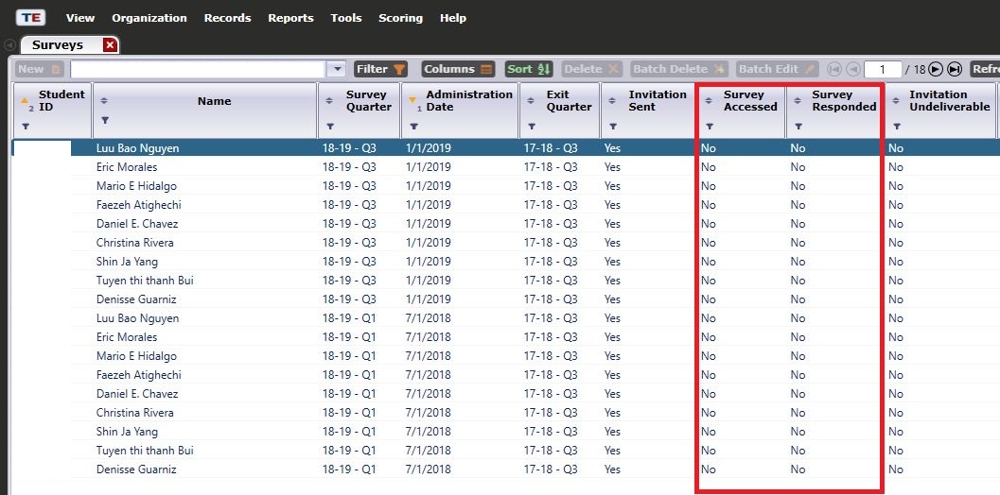 TE View Organization Records Reports Tools Scoring Help
Surveys
New Filter Columns Sort Delete Batch Delete Batch Edit 1 / 18 Refre
Student ID 2 Name Survey Quarter Administration Date 1 Exit Quarter Invitation Sent Survey Accessed Survey Responded Invitation Undeliverable
Luu Bao Nguyen 18-19 - Q3 1/1/2019 17-18 - Q3 Yes No No No
Eric Morales 18-19 - Q3 1/1/2019 17-18 - Q3 Yes No No No
Mario E Hidalgo 18-19 - Q3 1/1/2019 17-18 - Q3 Yes No No No
Faezeh Atighechi 18-19 - Q3 1/1/2019 17-18 - Q3 Yes No No No
Daniel E. Chavez 18-19 - Q3 1/1/2019 17-18 - Q3 Yes No No No
Christina Rivera 18-19 - Q3 1/1/2019 17-18 - Q3 Yes No No No
Shin Ja Yang 18-19 - Q3 1/1/2019 17-18 - Q3 Yes No No No
Tuyen thi thanh Bui 18-19 - Q3 1/1/2019 17-18 - Q3 Yes No No No
Denisse Guarniz 18-19 - Q3 1/1/2019 17-18 - Q3 Yes No No No
Luu Bao Nguyen 18-19 - Q1 7/1/2018 17-18 - Q3 Yes No No No
Eric Morales 18-19 - Q1 7/1/2018 17-18 - Q3 Yes No No No
Mario E Hidalgo 18-19 - Q1 7/1/2018 17-18 - Q3 Yes No No No
Faezeh Atighechi 18-19 - Q1 7/1/2018 17-18 - Q3 Yes No No No
Daniel E. Chavez 18-19 - Q1 7/1/2018 17-18 - Q3 Yes No No No
Christina Rivera 18-19 - Q1 7/1/2018 17-18 - Q3 Yes No No No
Shin Ja Yang 18-19 - Q1 7/1/2018 17-18 - Q3 Yes No No No
Tuyen thi thanh Bui 18-19 - Q1 7/1/2018 17-18 - Q3 Yes No No No
Denisse Guarniz 18-19 - Q1 7/1/2018 17-18 - Q3 Yes No No No